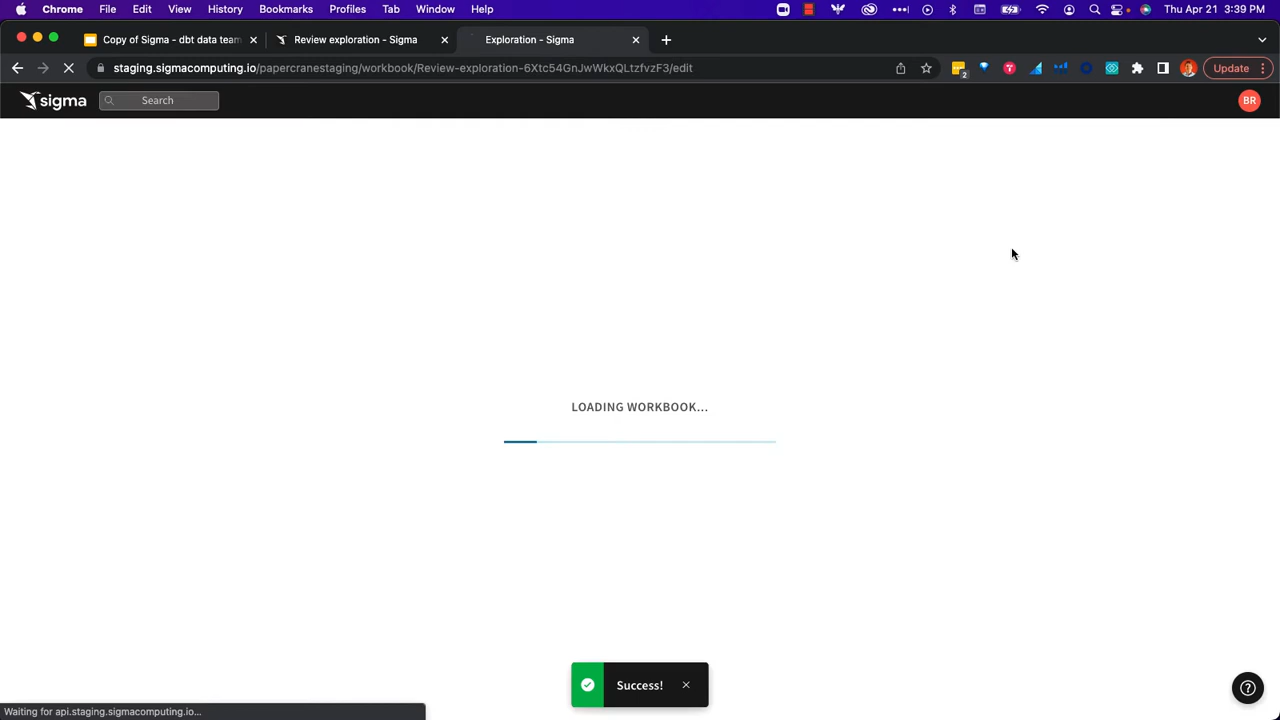 Chrome File Edit View History Bookmarks Profiles Tab Window Help Thu Apr 21 3:39 PM
Copy of Sigma - dbt data team Review exploration - Sigma Exploration - Sigma
staging.sigmacomputing.io/papercranestaging/workbook/Review-exploration-6Xtc54GnJwWkxQLtzfvzF3/edit 2 Update
sigma Search BR
LOADING WORKBOOK...
Success!
Waiting for api.staging.sigmacomputing.io...